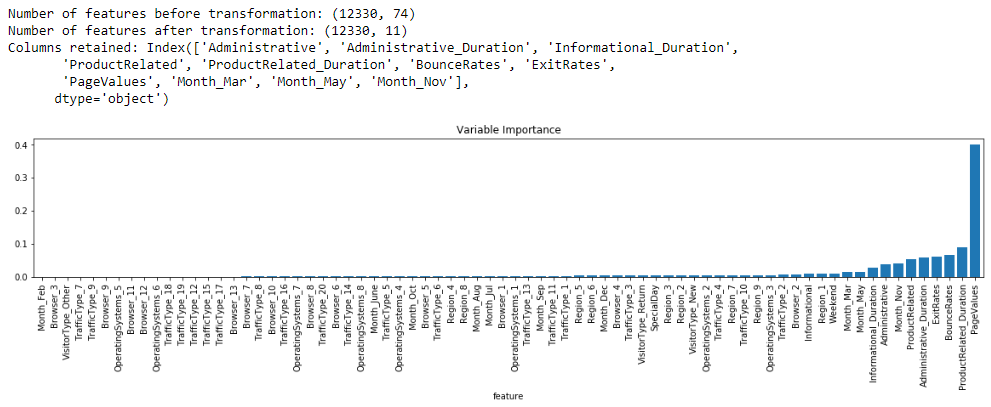 Number of features before transformation: (12330, 74)
Number of features after transformation: (12330, 11)
Columns retained: Index(['Administrative', 'Administrative_Duration', 'Informational_Duration',
'ProductRelated', 'ProductRelated_Duration', 'BounceRates', 'ExitRates',
'PageValues', 'Month_Mar', 'Month_May', 'Month_Nov'],
dtype='object')
Variable Importance
0.4
0.3
0.2
0.1
0.0
Month_Feb
Browser_3
VisitorType_Other
TrafficType_7
TrafficType_9
Browser_9
OperatingSystems_5
Browser_11
Browser_12
OperatingSystems_6
TrafficType_18
TrafficType_19
TrafficType_12
TrafficType_15
TrafficType_17
Browser_13
Browser_7
TrafficType_8
Browser_10
TrafficType_16
OperatingSystems_7
Browser_8
TrafficType_20
Browser_6
TrafficType_14
OperatingSystems_8
Month_June
TrafficType_5
OperatingSystems_4
Month_Oct
Browser_5
TrafficType_6
Region_4
Region_8
Month_Aug
Month_Jul
Browser_1
OperatingSystems_1
TrafficType_13
Month_Sep
TrafficType_11
TrafficType_1
Region_5
Region_6
Month_Dec
Browser_4
TrafficType_3
VisitorType_Return
SpecialDay
Region_3
Region_2
VisitorType_New
OperatingSystems_2
TrafficType_4
Region_7
TrafficType_10
Region_9
OperatingSystems_3
TrafficType_2
Browser_2
Informational
Region_1
Weekend
Month_Mar
Month_May
Informational_Duration
Administrative
Month_Nov
ProductRelated
Administrative_Duration
ExitRates
BounceRates
ProductRelated_Duration
PageValues
feature